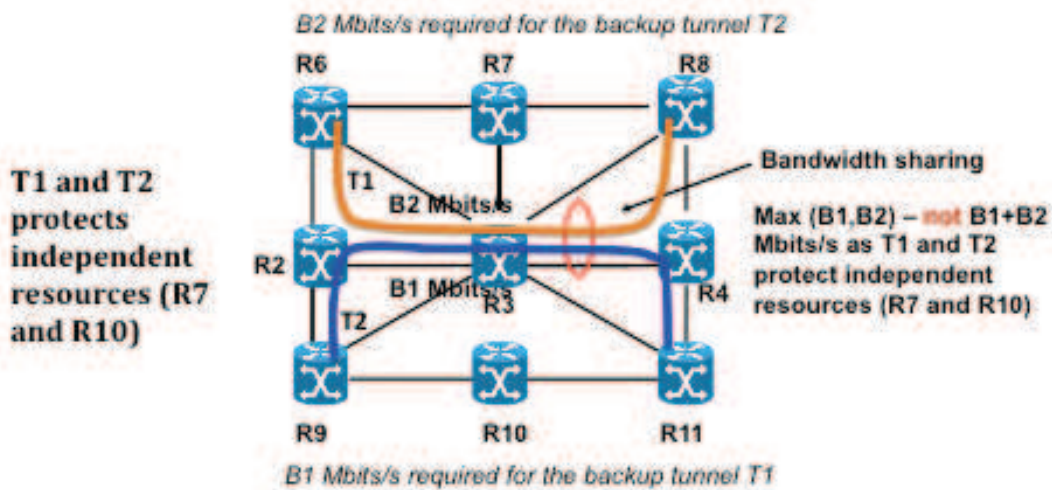 B2 Mbits/s required for the backup tunnel T2
R6
R7
R8
T1 and T2
protects
independent
resources (R7
and R10)
T1
B2 Mbits/s
Bandwidth sharing
Max (B1,B2) – not B1+B2
Mbits/s as T1 and T2
protect independent
resources (R7 and R10)
R2
B1 Mbits/s
R3
R4
T2
R9
R10
R11
B1 Mbits/s required for the backup tunnel T1